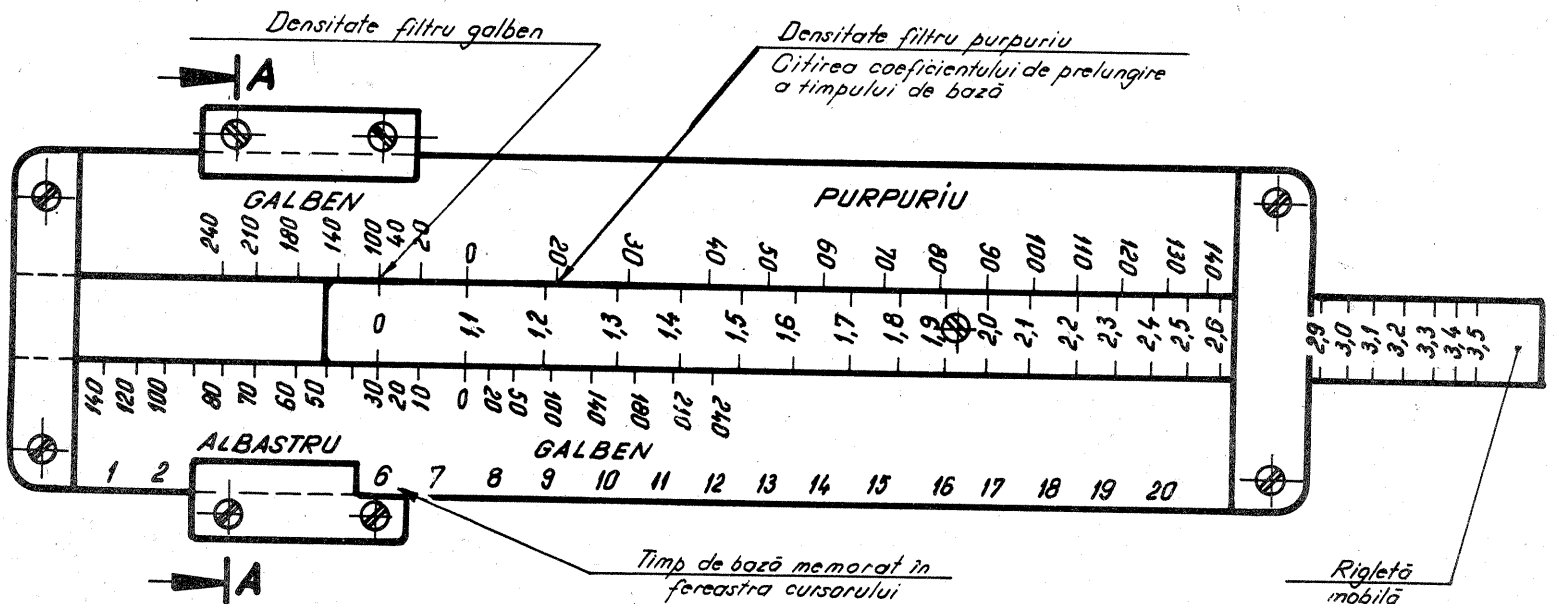 Densitate filtru galben
Densitate filtru purpuriu
Citirea coeficientului de prelungire
a timpului de bază
A
GALBEN
PURPURiU
240 210 180 140 100 40 20 0 20 30 40 50 60 70 80 90 100 110 120 130 140
0 1,1 1,2 1,3 1,4 1,5 1,6 1,7 1,8 1,9 2,0 2,1 2,2 2,3 2,4 2,5 2,6 2,9 3,0 3,1 3,2 3,3 3,4 3,5
140 120 100 80 70 60 50 30 20 10 0 20 50 100 140 180 210 240
ALBASTRU
GALBEN
1 2 6 7 8 9 10 11 12 13 14 15 16 17 18 19 20
A
Timp de bază memorat în
fereastra cursorului
Rigletă
mobilă